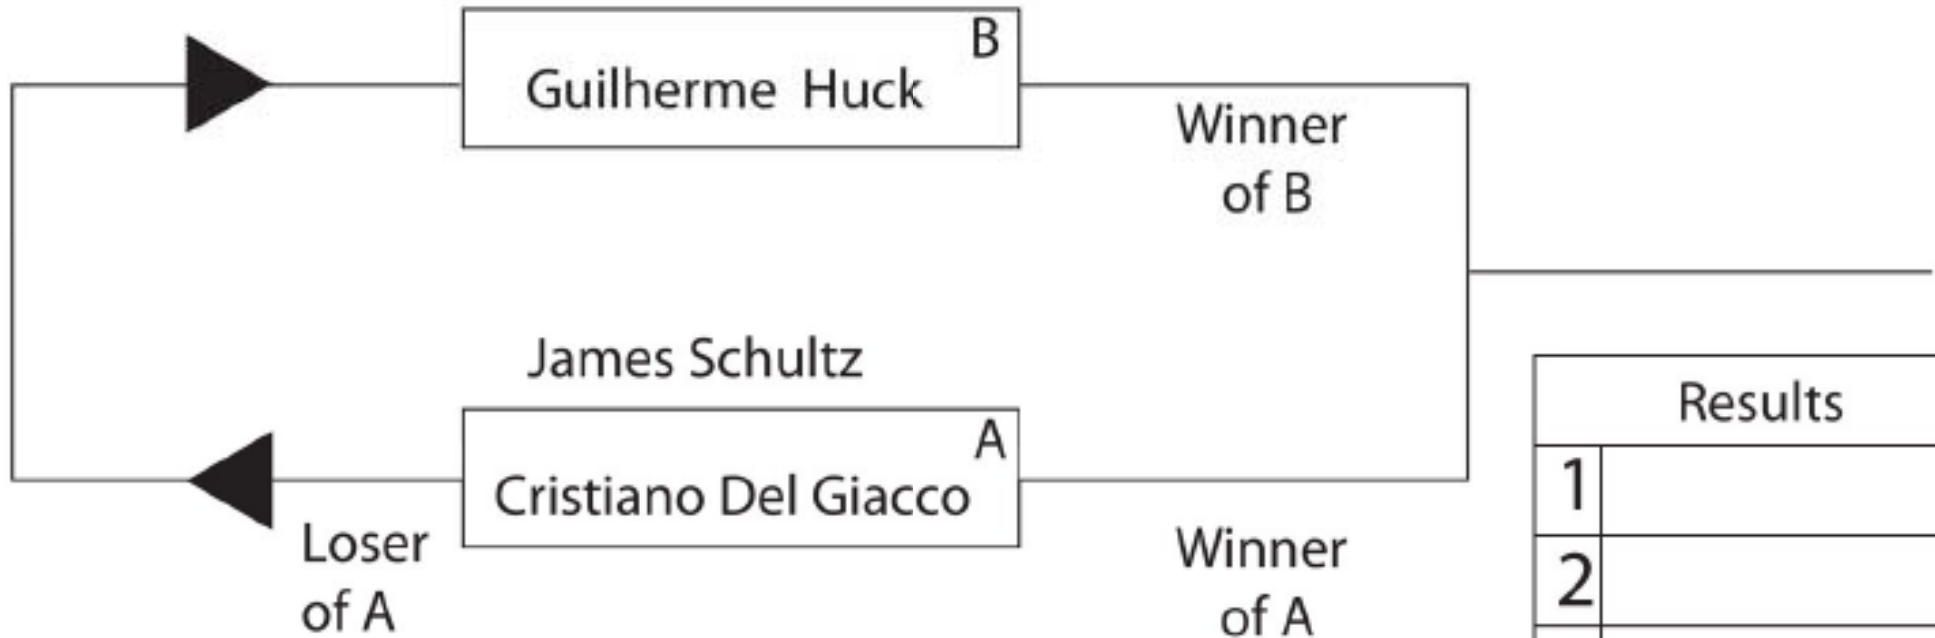 B
Guilherme Huck
Winner
of B
James Schultz
A
Cristiano Del Giacco
Loser
of A
Winner
of A
Results
1
2